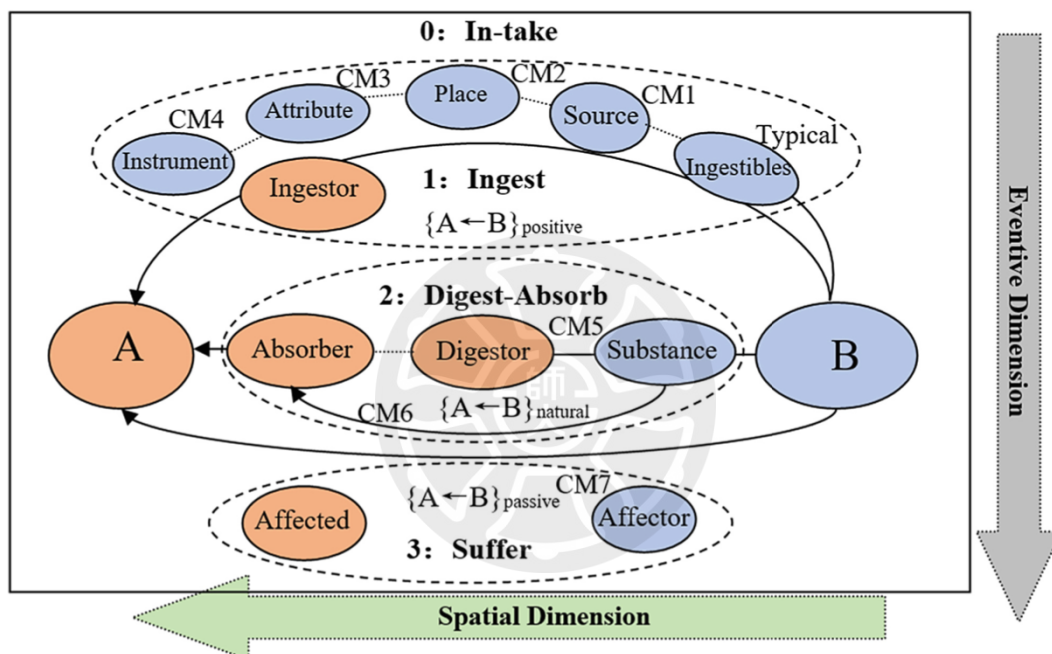 0：In-take
CM3
CM2
Place
Attribute
CM1
Source
CM4
Typical
Instrument
Ingestibles
Ingestor
1：Ingest
{A←B}positive
2：Digest-Absorb
CM5
A
Absorber
Digestor
Substance
B
CM6
{A←B}natural
師
{A←B}passive
CM7
Affected
Affector
3：Suffer
Spatial Dimension
Eventive Dimension